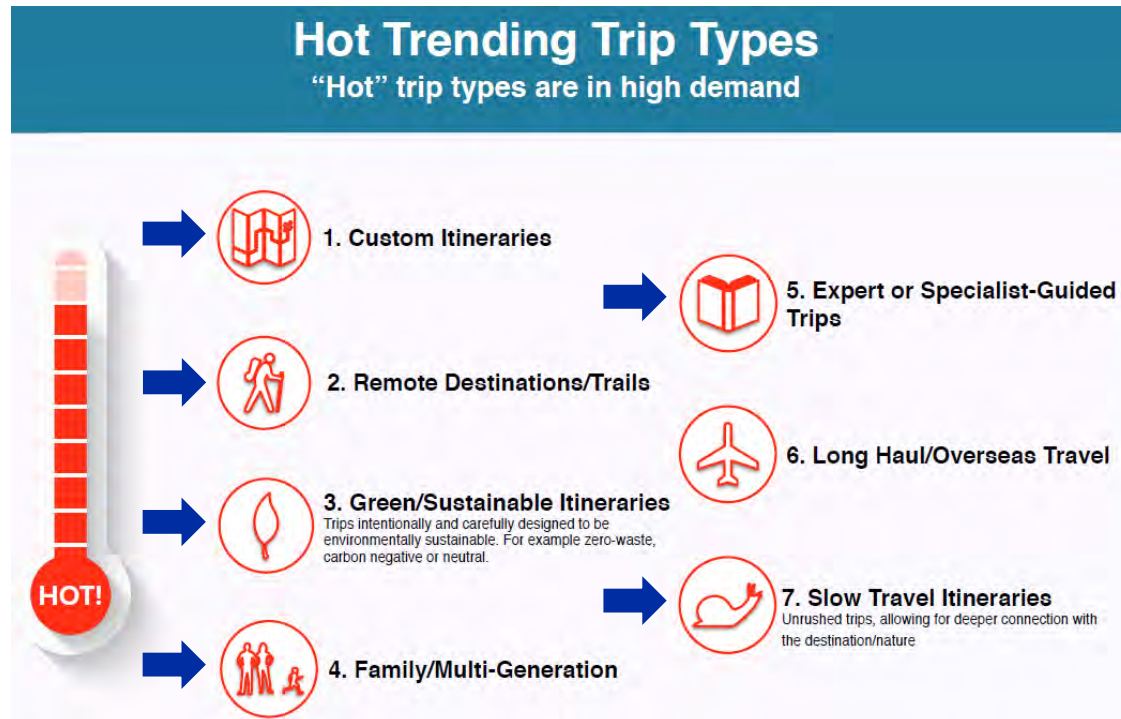 Hot Trending Trip Types
“Hot” trip types are in high demand
HOT!
1. Custom Itineraries
2. Remote Destinations/Trails
3. Green/Sustainable Itineraries
Trips intentionally and carefully designed to be
environmentally sustainable. For example zero-waste,
carbon negative or neutral.
4. Family/Multi-Generation
5. Expert or Specialist-Guided
Trips
6. Long Haul/Overseas Travel
7. Slow Travel Itineraries
Unrushed trips, allowing for deeper connection with
the destination/nature